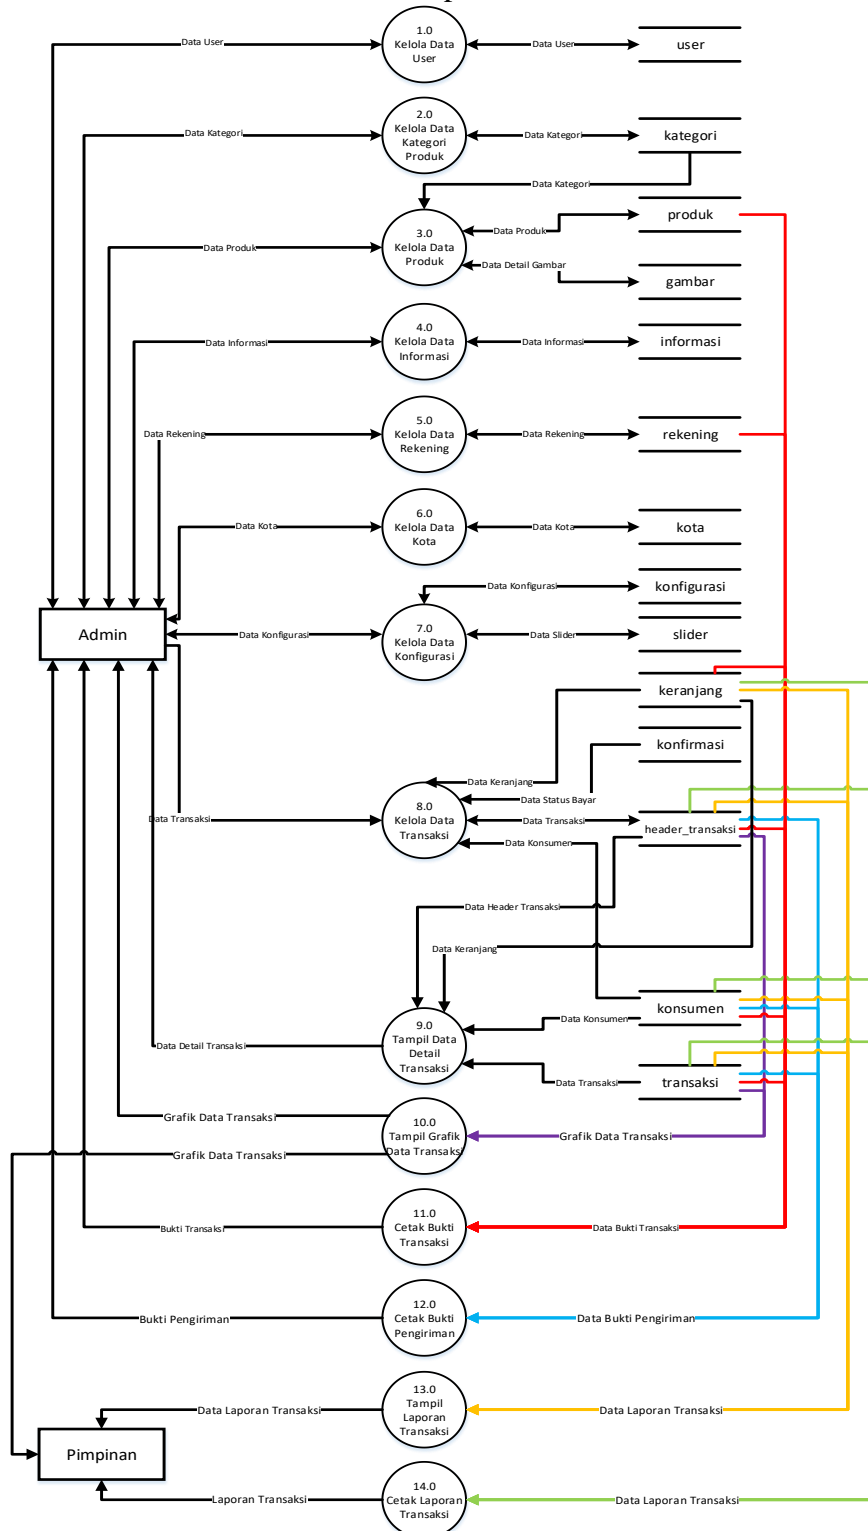 Data User
1.0
Kelola Data
User
Data User
user
Data Kategori
2.0
Kelola Data
Kategori
Produk
Data Kategori
kategori
Data Kategori
Data Produk
3.0
Kelola Data
Produk
Data Produk
produk
Data Detail Gambar
gambar
Data Informasi
4.0
Kelola Data
Informasi
Data Informasi
informasi
Data Rekening
5.0
Kelola Data
Rekening
Data Rekening
rekening
Data Kota
6.0
Kelola Data
Kota
Data Kota
kota
Data Konfigurasi
konfigurasi
Admin
Data Konfigurasi
7.0
Kelola Data
Konfigurasi
Data Slider
slider
keranjang
konfirmasi
Data Keranjang
Data Status Bayar
Data Transaksi
8.0
Kelola Data
Transaksi
Data Transaksi
header_transaksi
Data Konsumen
Data Header Transaksi
Data Keranjang
konsumen
Data Konsumen
Data Detail Transaksi
9.0
Tampil Data
Detail
Transaksi
Data Transaksi
transaksi
Grafik Data Transaksi
10.0
Tampil Grafik
Data Transaksi
Grafik Data Transaksi
Grafik Data Transaksi
Bukti Transaksi
11.0
Cetak Bukti
Transaksi
Data Bukti Transaksi
Bukti Pengiriman
12.0
Cetak Bukti
Pengiriman
Data Bukti Pengiriman
Data Laporan Transaksi
13.0
Tampil
Laporan
Transaksi
Data Laporan Transaksi
Pimpinan
Laporan Transaksi
14.0
Cetak Laporan
Transaksi
Data Laporan Transaksi